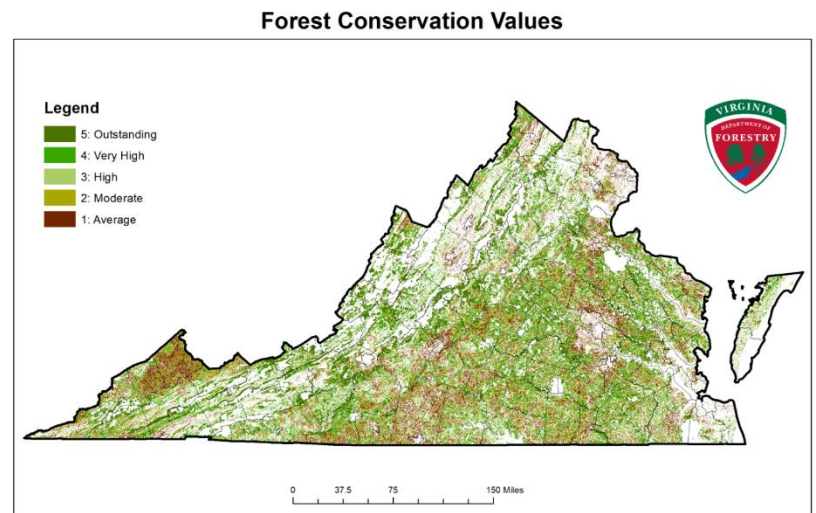 Forest Conservation Values
Legend
5: Outstanding
4: Very High
3: High
2: Moderate
1: Average
VIRGINIA
DEPARTMENT OF
FORESTRY
0 37.5 75 150 Miles